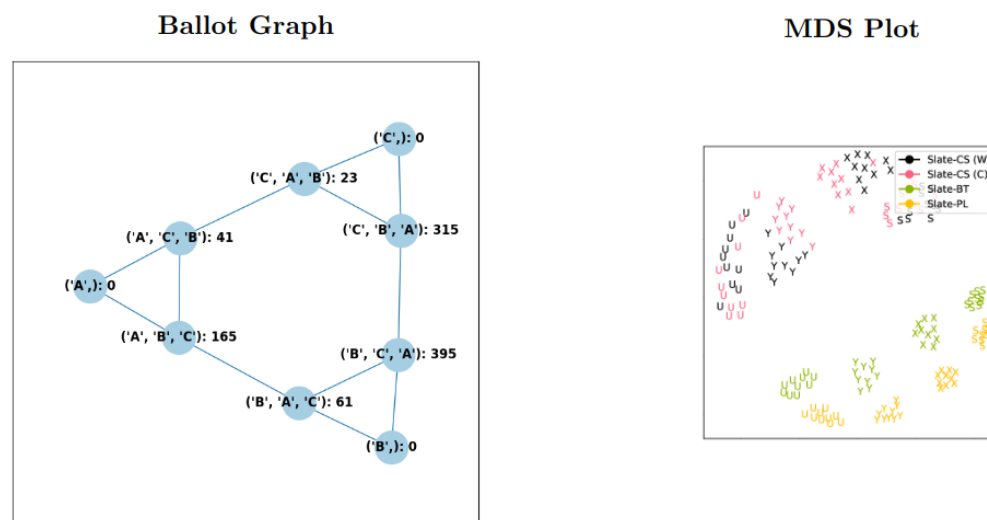 Ballot Graph
MDS Plot
('C',): 0
('C', 'A', 'B'): 23
('C', 'B', 'A'): 315
('A', 'C', 'B'): 41
('A',): 0
('A', 'B', 'C'): 165
('B', 'C', 'A'): 395
('B', 'A', 'C'): 61
('B',): 0
Slate-CS (W
Slate-CS (C)
Slate-BT
Slate-PL